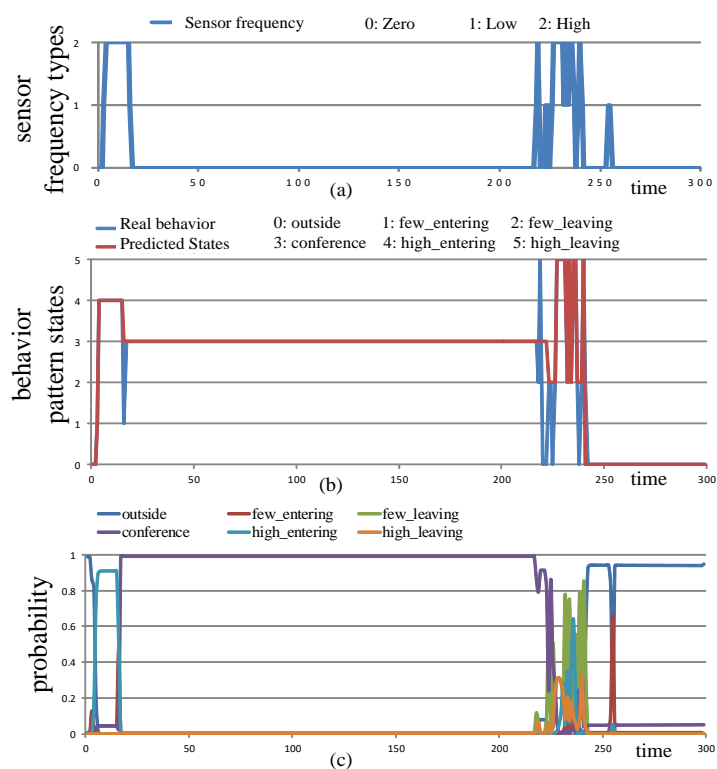 Sensor frequency 0: Zero 1: Low 2: High
sensor
frequency types
2
1
0
0 50 100 150 200 250 300
(a) time
Real behavior 0: outside 1: few_entering 2: few_leaving
Predicted States 3: conference 4: high_entering 5: high_leaving
behavior
pattern states
5
4
3
2
1
0
0 50 100 150 200 250 300
(b) time
outside few_entering few_leaving
conference high_entering high_leaving
probability
1
0.8
0.6
0.4
0.2
0
0 50 100 150 200 250 300
(c) time